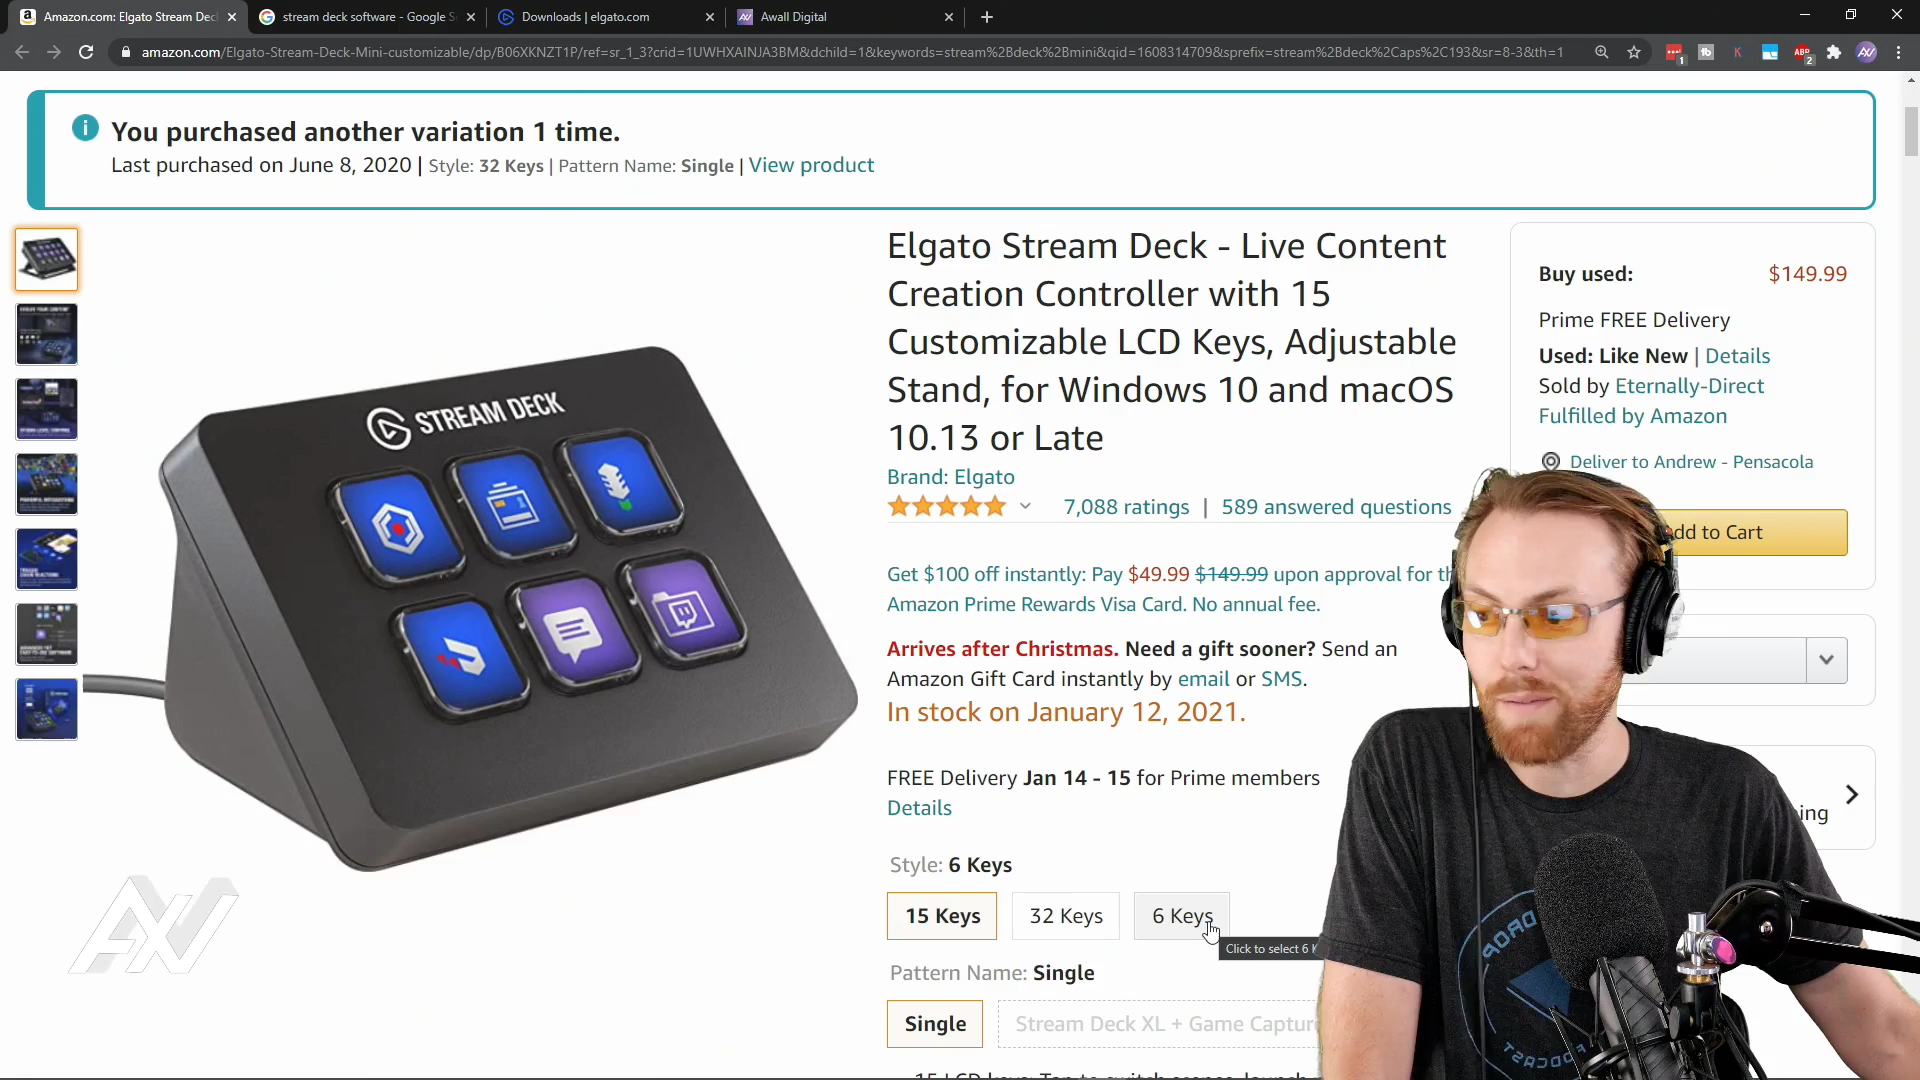 Amazon.com: Elgato Stream Dec
stream deck software - Google S
Downloads | elgato.com
Awall Digital
amazon.com/Elgato-Stream-Deck-Mini-customizable/dp/B06XKNZT1P/ref=sr_1_3?crid=1UWHXAINJA3BM&dchild=1&keywords=stream%2Bdeck%2Bmini&qid=1608314709&sprefix=stream%2Bdeck%2Caps%2C193&sr=8-3&th=1
You purchased another variation 1 time.
Last purchased on June 8, 2020 | Style: 32 Keys | Pattern Name: Single | View product
STREAM DECK
Elgato Stream Deck - Live Content
Creation Controller with 15
Customizable LCD Keys, Adjustable
Stand, for Windows 10 and macOS
10.13 or Late
Brand: Elgato
7,088 ratings | 589 answered questions
Get $100 off instantly: Pay $49.99 $149.99 upon approval for th
Amazon Prime Rewards Visa Card. No annual fee.
Arrives after Christmas. Need a gift sooner? Send an
Amazon Gift Card instantly by email or SMS.
In stock on January 12, 2021.
FREE Delivery Jan 14 - 15 for Prime members
Details
Style: 6 Keys
15 Keys
32 Keys
6 Keys
Click to select 6 K
Pattern Name: Single
Single
Stream Deck XL + Game Captur
Buy used: $149.99
Prime FREE Delivery
Used: Like New | Details
Sold by Eternally-Direct
Fulfilled by Amazon
Deliver to Andrew - Pensacola
dd to Cart
ing